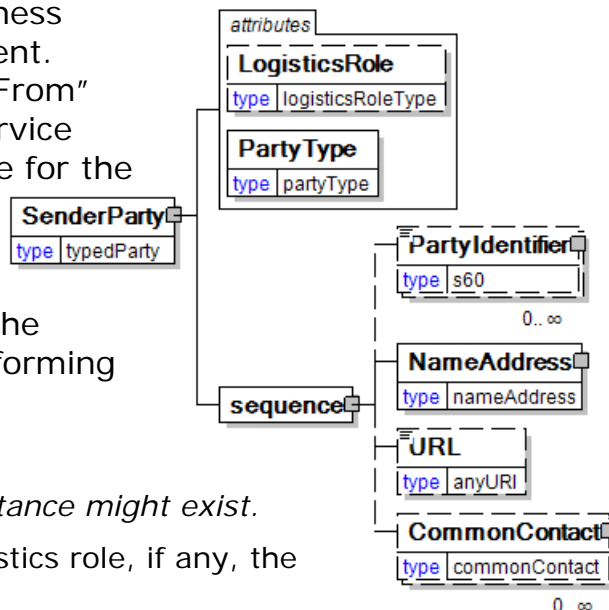 ness
ent.
From”
rvice
e for the
he
forming
tance might exist.
stics role, if any, the
attributes
LogisticsRole
type logisticsRoleType
PartyType
type partyType
SenderParty
type typedParty
sequence
PartyIdentifier
type s60
0.. ∞
NameAddress
type nameAddress
URL
type anyURI
CommonContact
type commonContact
0.. ∞